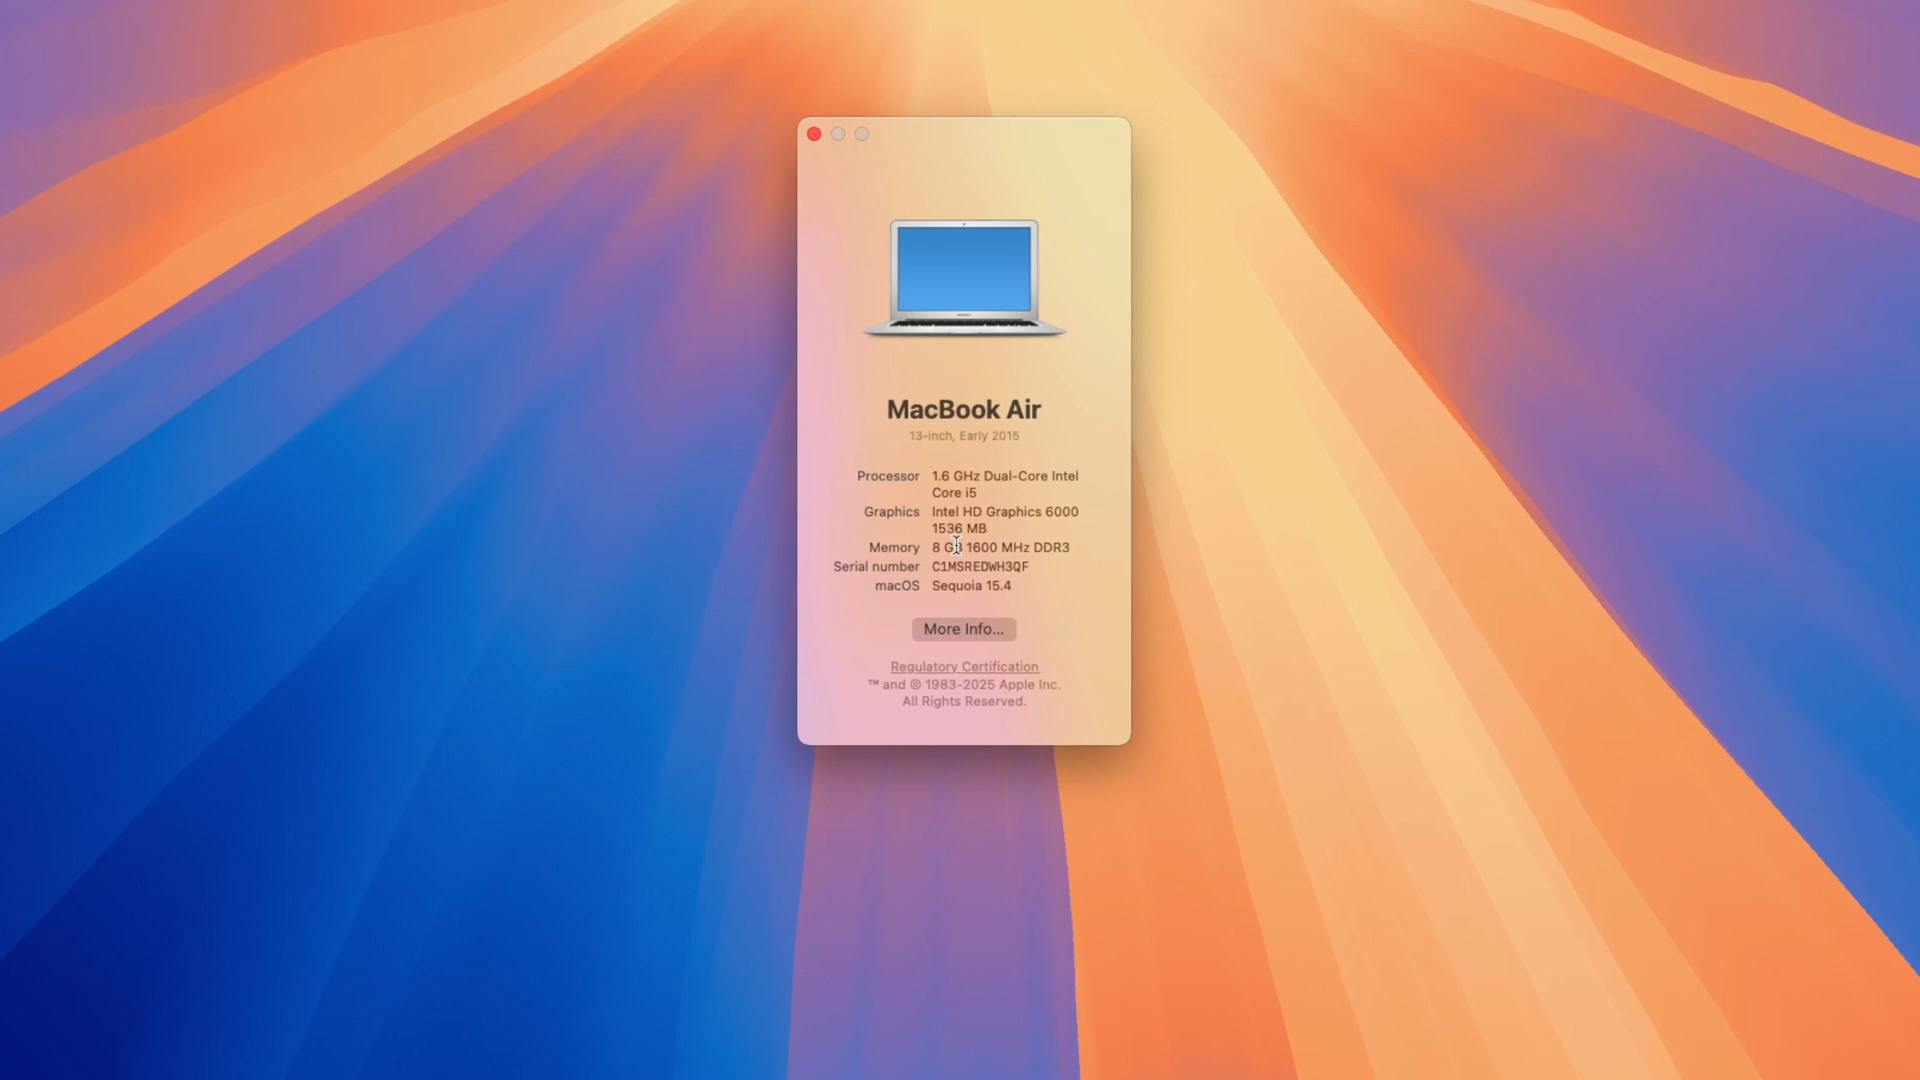 MacBook Air
13-inch, Early 2015
Processor 1.6 GHz Dual-Core Intel
Core i5
Graphics Intel HD Graphics 6000
1536 MB
Memory 8 GB 1600 MHz DDR3
Serial number C1MSREDWH3QF
macOS Sequoia 15.4
More Info...
Regulatory Certification
™ and © 1983-2025 Apple Inc.
All Rights Reserved.